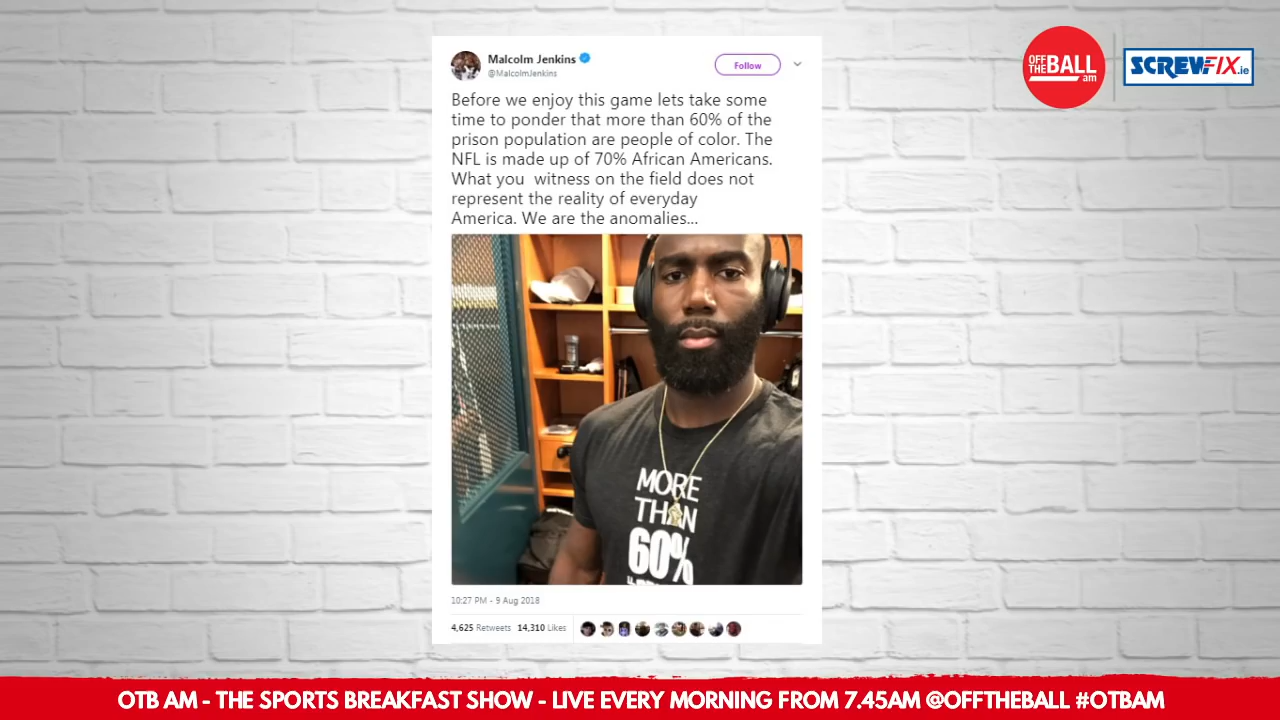 Malcolm Jenkins
@MalcolmJenkins
Follow
Before we enjoy this game lets take some
time to ponder that more than 60% of the
prison population are people of color. The
NFL is made up of 70% African Americans.
What you witness on the field does not
represent the reality of everyday
America. We are the anomalies...
MORE
THAN
60%
10:27 PM - 9 Aug 2018
4,625 Retweets 14,310 Likes
OFF
THE BALL
am
SCREWFIX.ie
OTB AM - THE SPORTS BREAKFAST SHOW - LIVE EVERY MORNING FROM 7.45AM @OFFTHEBALL #OTBAM